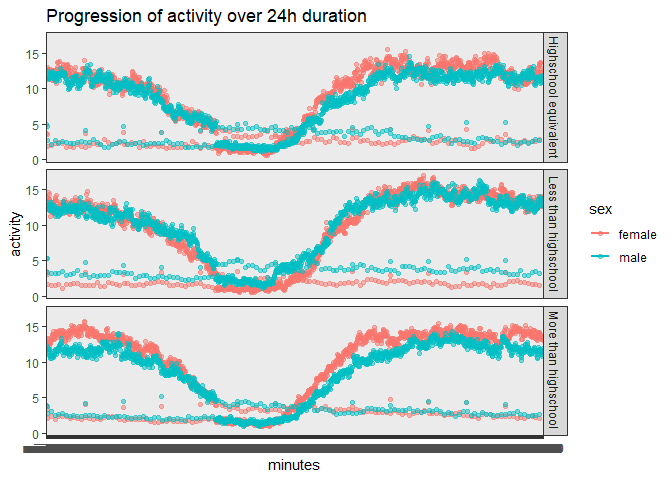 Progression of activity over 24h duration
15
10
5
0
Highschool equivalent
15
10
5
0
Less than highschool
15
10
5
0
More than highschool
activity
minutes
sex
female
male